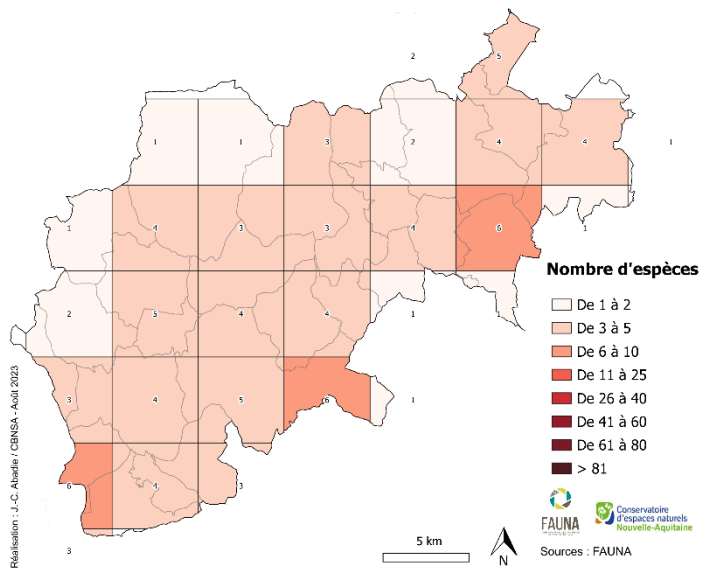 2
5
1
1
3
2
4
4
1
1
4
3
3
4
6
1
2
5
4
4
1
1
3
4
5
6
1
6
4
3
3
Nombre d'espèces
De 1 à 2
De 3 à 5
De 6 à 10
De 11 à 25
De 26 à 40
De 41 à 60
De 61 à 80
> 81
Réalisation : J.-C. Abadie / CBNSA - Août 2023
5 km
N
FAUNA
Conservatoire
d'espaces naturels
Nouvelle-Aquitaine
Sources : FAUNA